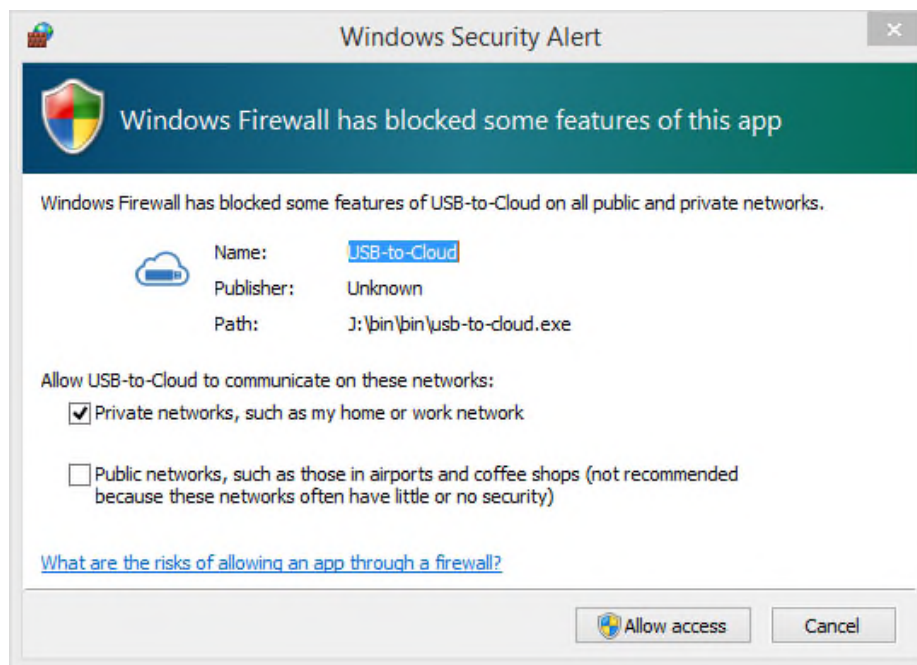 Windows Security Alert
Windows Firewall has blocked some features of this app
Windows Firewall has blocked some features of USB-to-Cloud on all public and private networks.
Name: USB-to-Cloud
Publisher: Unknown
Path: J:\bin\bin\usb-to-cloud.exe
Allow USB-to-Cloud to communicate on these networks:
Private networks, such as my home or work network
Public networks, such as those in airports and coffee shops (not recommended
because these networks often have little or no security)
What are the risks of allowing an app through a firewall?
Allow access Cancel